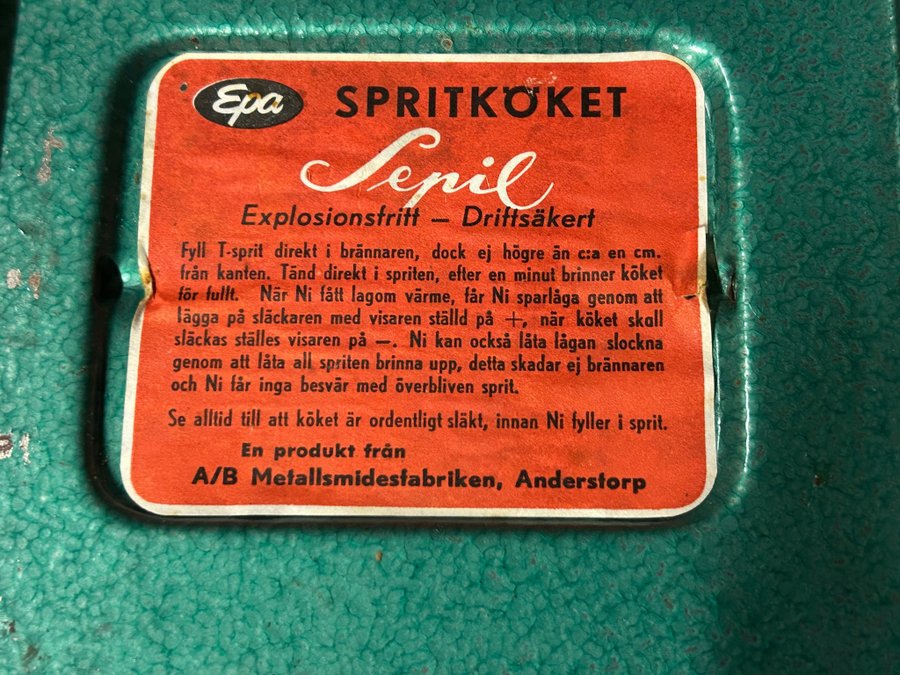 Epa SPRITKÖKET
Sepil
Explosionsfritt – Driftsäkert
Fyll T-sprit direkt i brännaren, dock ej högre än c:a en cm.
från kanten. Tänd direkt i spriten, efter en minut brinner köket
för fullt. När Ni fått lagom värme, får Ni sparlåga genom att
lägga på släckaren med visaren ställd på +, när köket skall
släckas ställes visaren på –. Ni kan också låta lågan slockna
genom att låta all spriten brinna upp, detta skadar ej brännaren
och Ni får inga besvär med överbliven sprit.
Se alltid till att köket är ordentligt släkt, innan Ni fyller i sprit.
En produkt från
A/B Metallsmidesfabriken, Anderstorp